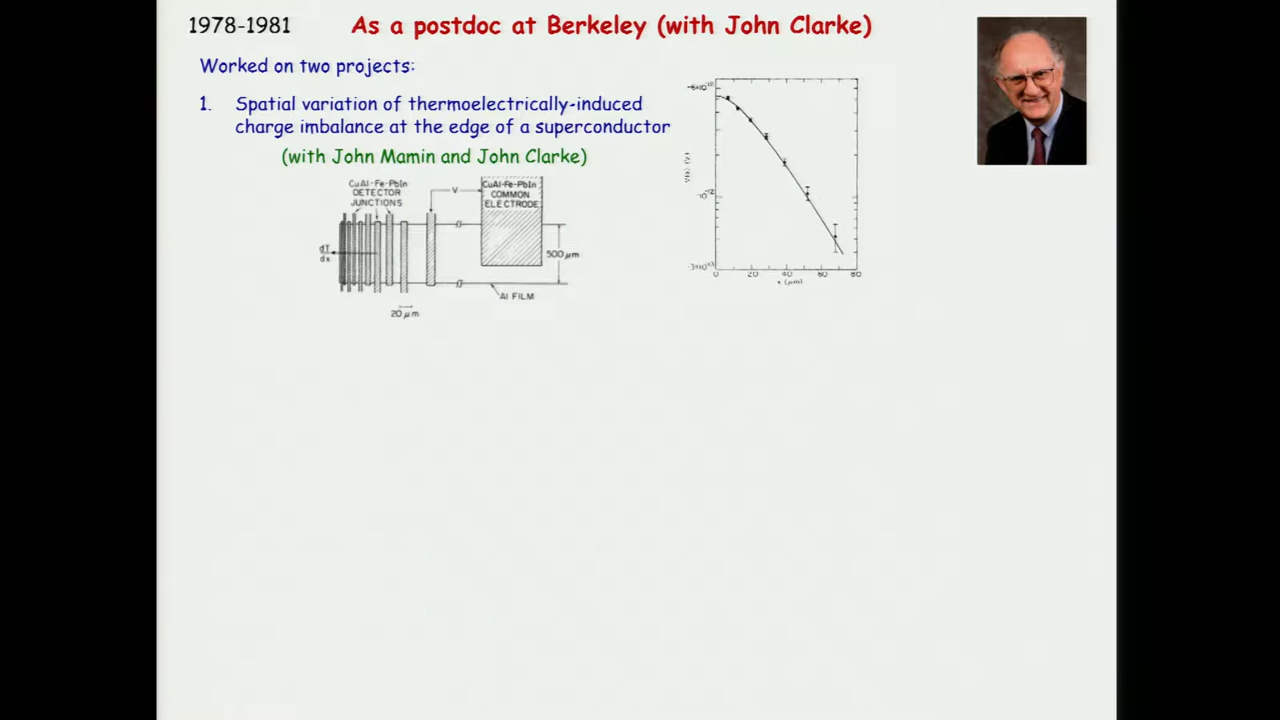 1978-1981
As a postdoc at Berkeley (with John Clarke)
Worked on two projects:
1. Spatial variation of thermoelectrically-induced
charge imbalance at the edge of a superconductor
(with John Mamin and John Clarke)
CuAl-Fe-PbIn
DETECTOR
JUNCTIONS
V
CuAl-Fe-PbIn
COMMON
ELECTRODE
dT
dx
500 μm
Al FILM
20 μm
0 20 40 60 80
x (μm)